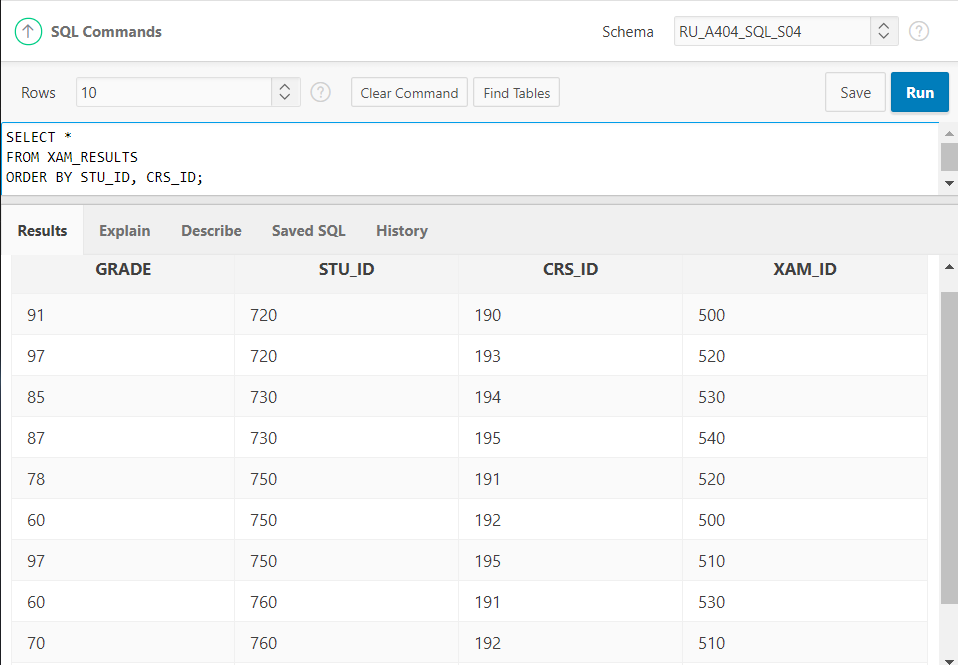 SQL Commands Schema RU_A404_SQL_S04 ?
Rows 10 ? Clear Command Find Tables Save Run
SELECT *
FROM XAM_RESULTS
ORDER BY STU_ID, CRS_ID;
Results Explain Describe Saved SQL History
GRADE STU_ID CRS_ID XAM_ID
91 720 190 500
97 720 193 520
85 730 194 530
87 730 195 540
78 750 191 520
60 750 192 500
97 750 195 510
60 760 191 530
70 760 192 510